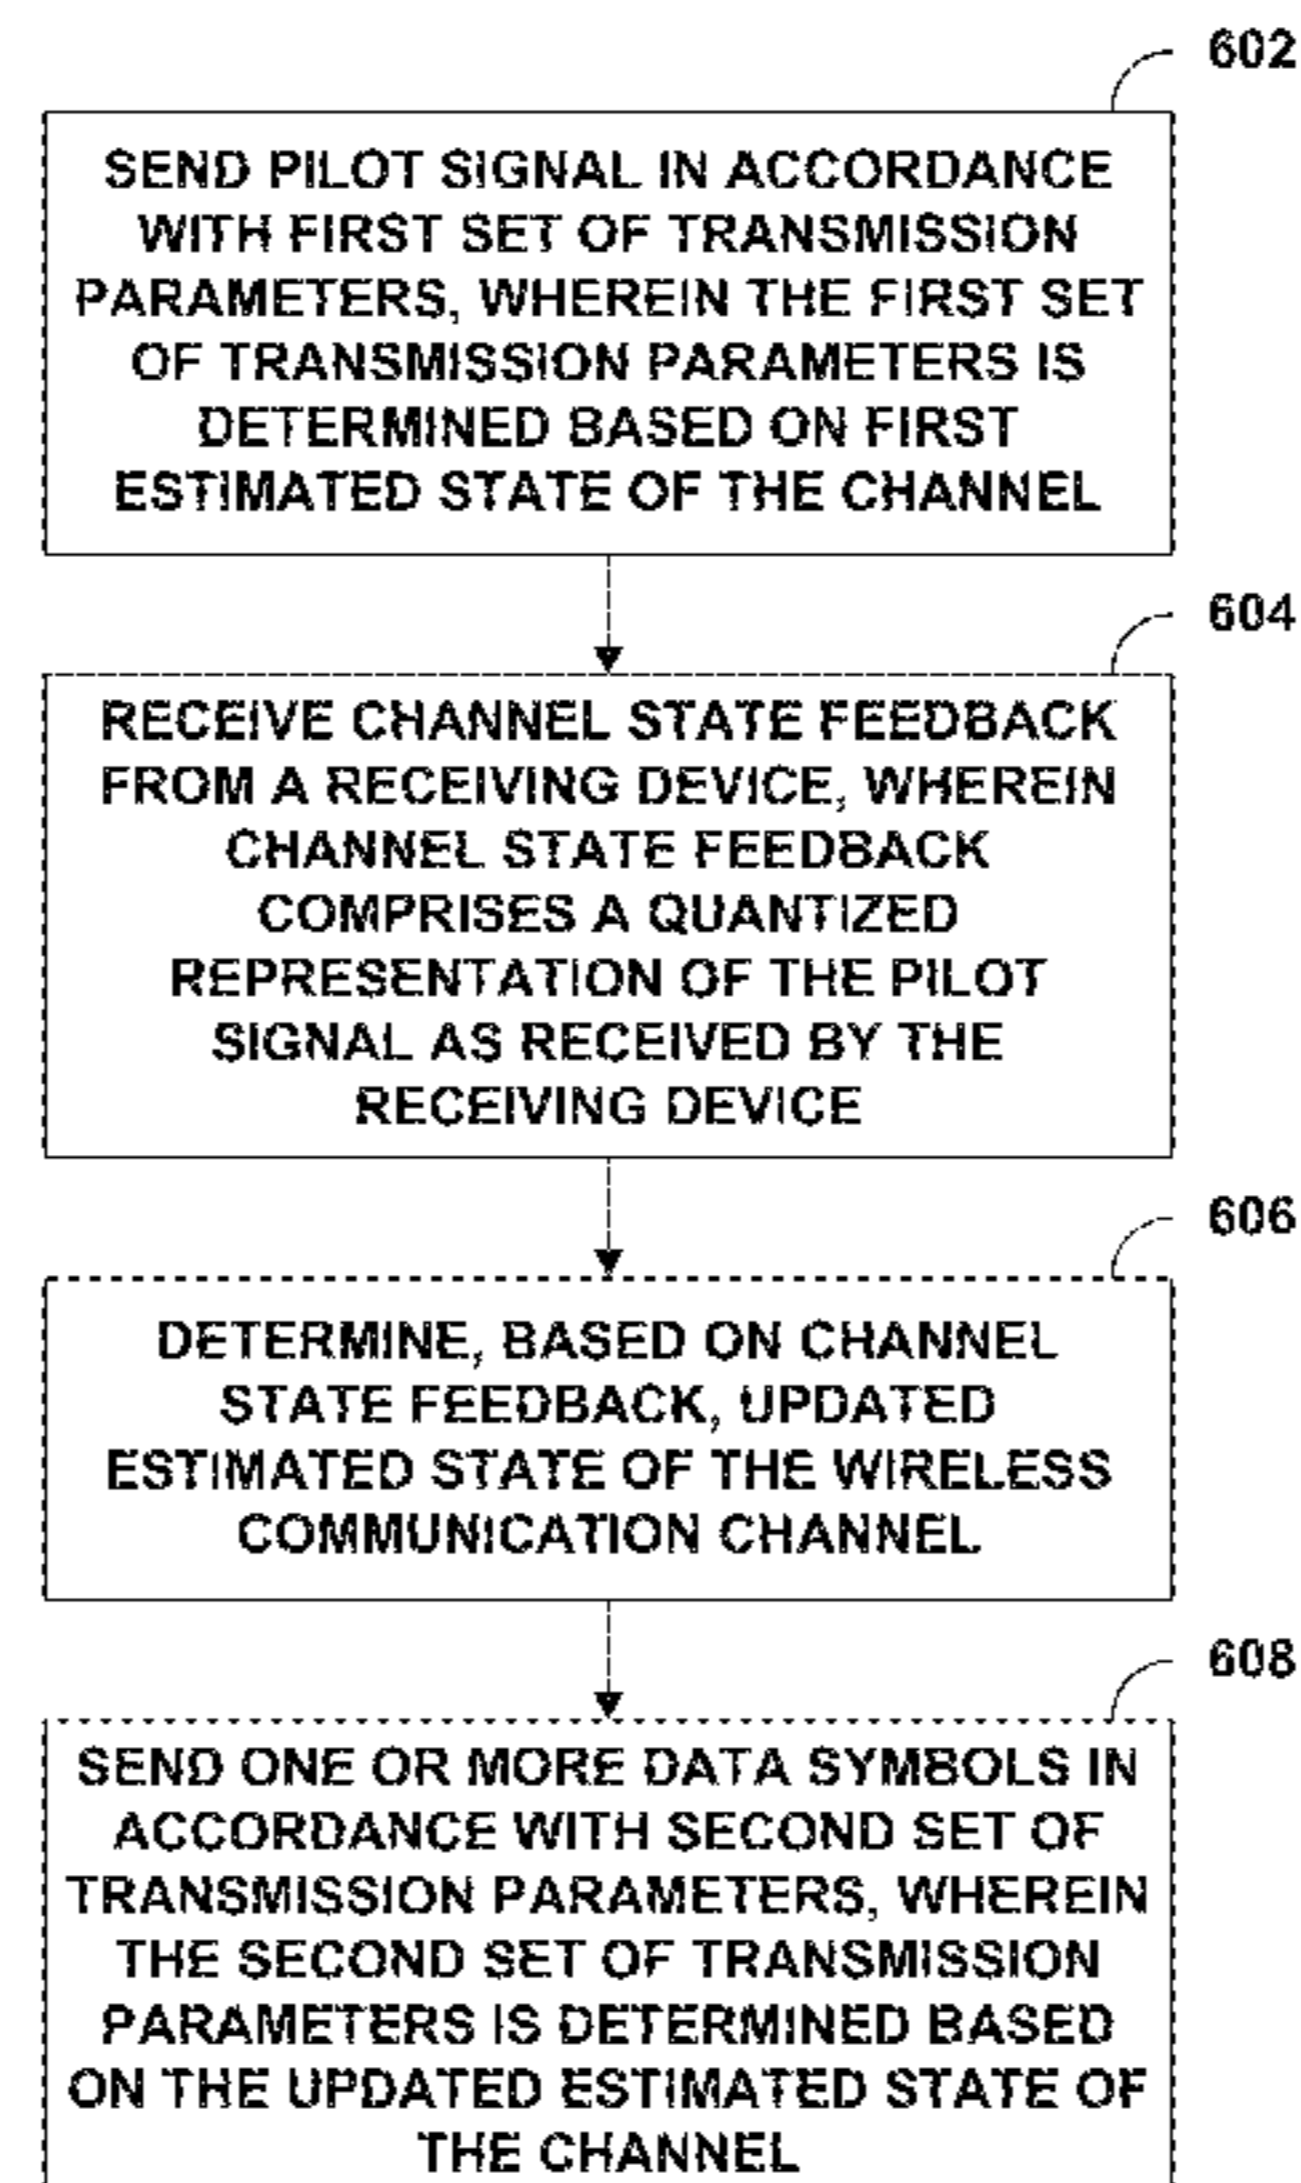 602
SEND PILOT SIGNAL IN ACCORDANCE
WITH FIRST SET OF TRANSMISSION
PARAMETERS, WHEREIN THE FIRST SET
OF TRANSMISSION PARAMETERS IS
DETERMINED BASED ON FIRST
ESTIMATED STATE OF THE CHANNEL
604
RECEIVE CHANNEL STATE FEEDBACK
FROM A RECEIVING DEVICE, WHEREIN
CHANNEL STATE FEEDBACK
COMPRISES A QUANTIZED
REPRESENTATION OF THE PILOT
SIGNAL AS RECEIVED BY THE
RECEIVING DEVICE
606
DETERMINE, BASED ON CHANNEL
STATE FEEDBACK, UPDATED
ESTIMATED STATE OF THE WIRELESS
COMMUNICATION CHANNEL
608
SEND ONE OR MORE DATA SYMBOLS IN
ACCORDANCE WITH SECOND SET OF
TRANSMISSION PARAMETERS, WHEREIN
THE SECOND SET OF TRANSMISSION
PARAMETERS IS DETERMINED BASED
ON THE UPDATED ESTIMATED STATE OF
THE CHANNEL